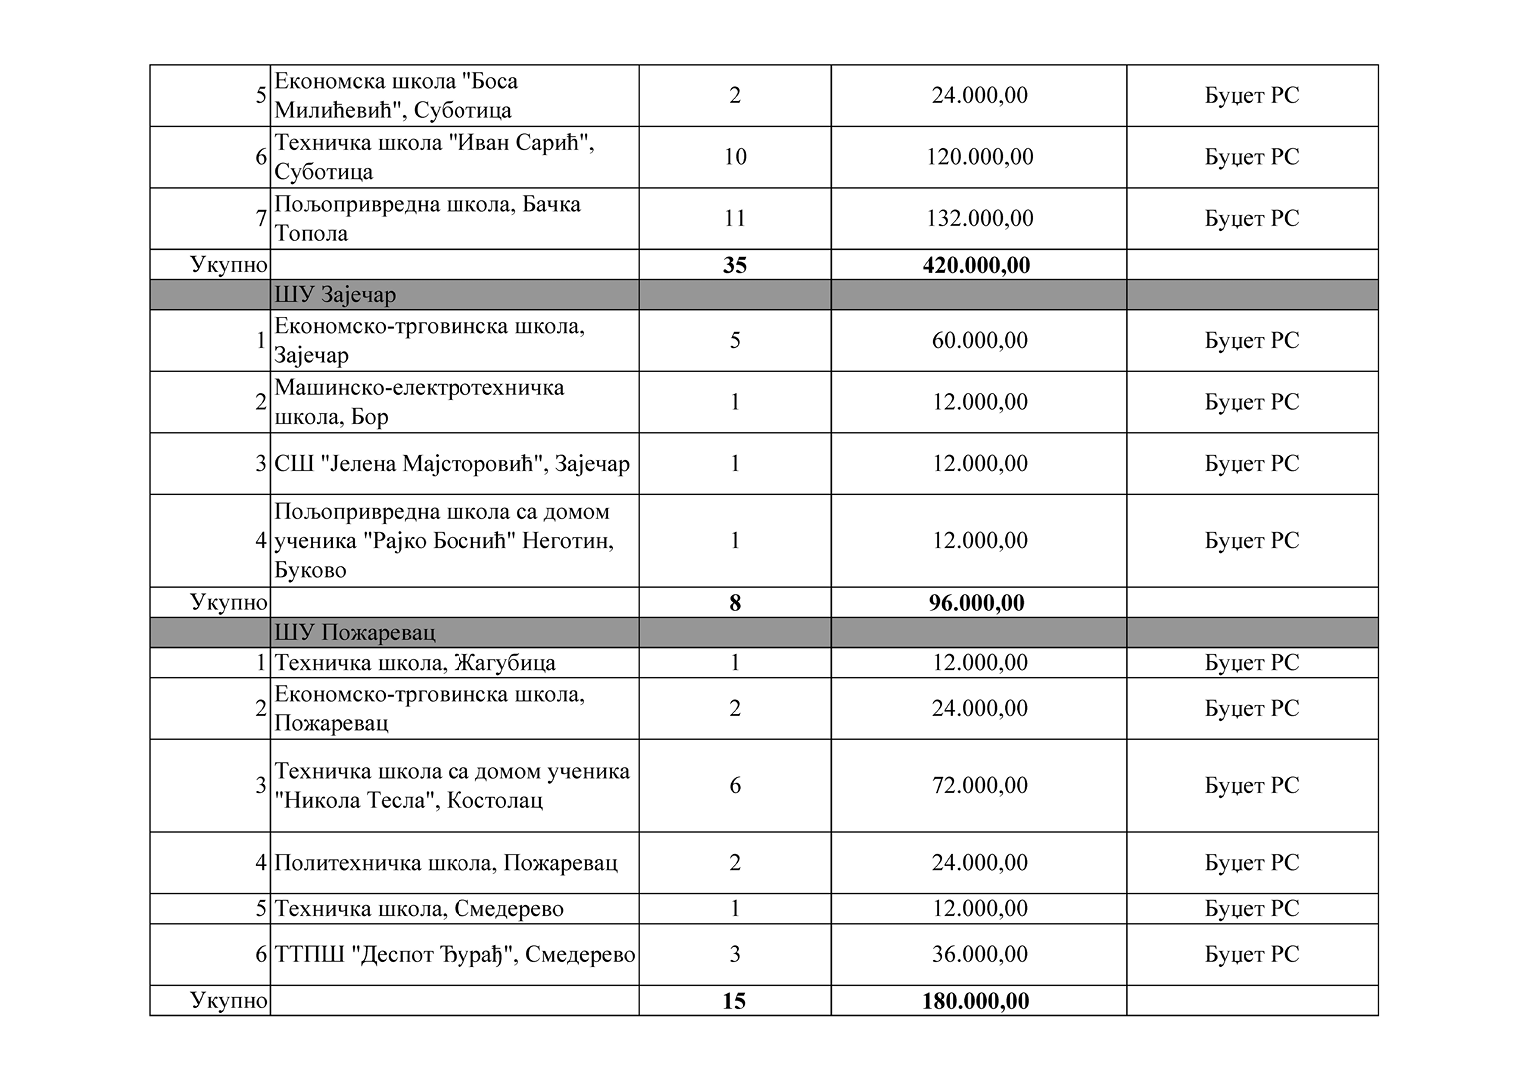 5 Економска школа "Боса
Милићевић", Суботица 2 24.000,00 Буџет РС
6 Техничка школа "Иван Сарић",
Суботица 10 120.000,00 Буџет РС
7 Пољопривредна школа, Бачка
Топола 11 132.000,00 Буџет РС
Укупно 35 420.000,00
ШУ Зајечар
1 Економско-трговинска школа,
Зајечар 5 60.000,00 Буџет РС
2 Машинско-електротехничка
школа, Бор 1 12.000,00 Буџет РС
3 СШ "Јелена Мајсторовић", Зајечар 1 12.000,00 Буџет РС
Пољопривредна школа са домом
4 ученика "Рајко Боснић" Неготин, 1 12.000,00 Буџет РС
Буково
Укупно 8 96.000,00
ШУ Пожаревац
1 Техничка школа, Жагубица 1 12.000,00 Буџет РС
2 Економско-трговинска школа,
Пожаревац 2 24.000,00 Буџет РС
3 Техничка школа са домом ученика
"Никола Тесла", Костолац 6 72.000,00 Буџет РС
4 Политехничка школа, Пожаревац 2 24.000,00 Буџет РС
5 Техничка школа, Смедерево 1 12.000,00 Буџет РС
6 ТТПШ "Деспот Ђурађ", Смедерево 3 36.000,00 Буџет РС
Укупно 15 180.000,00